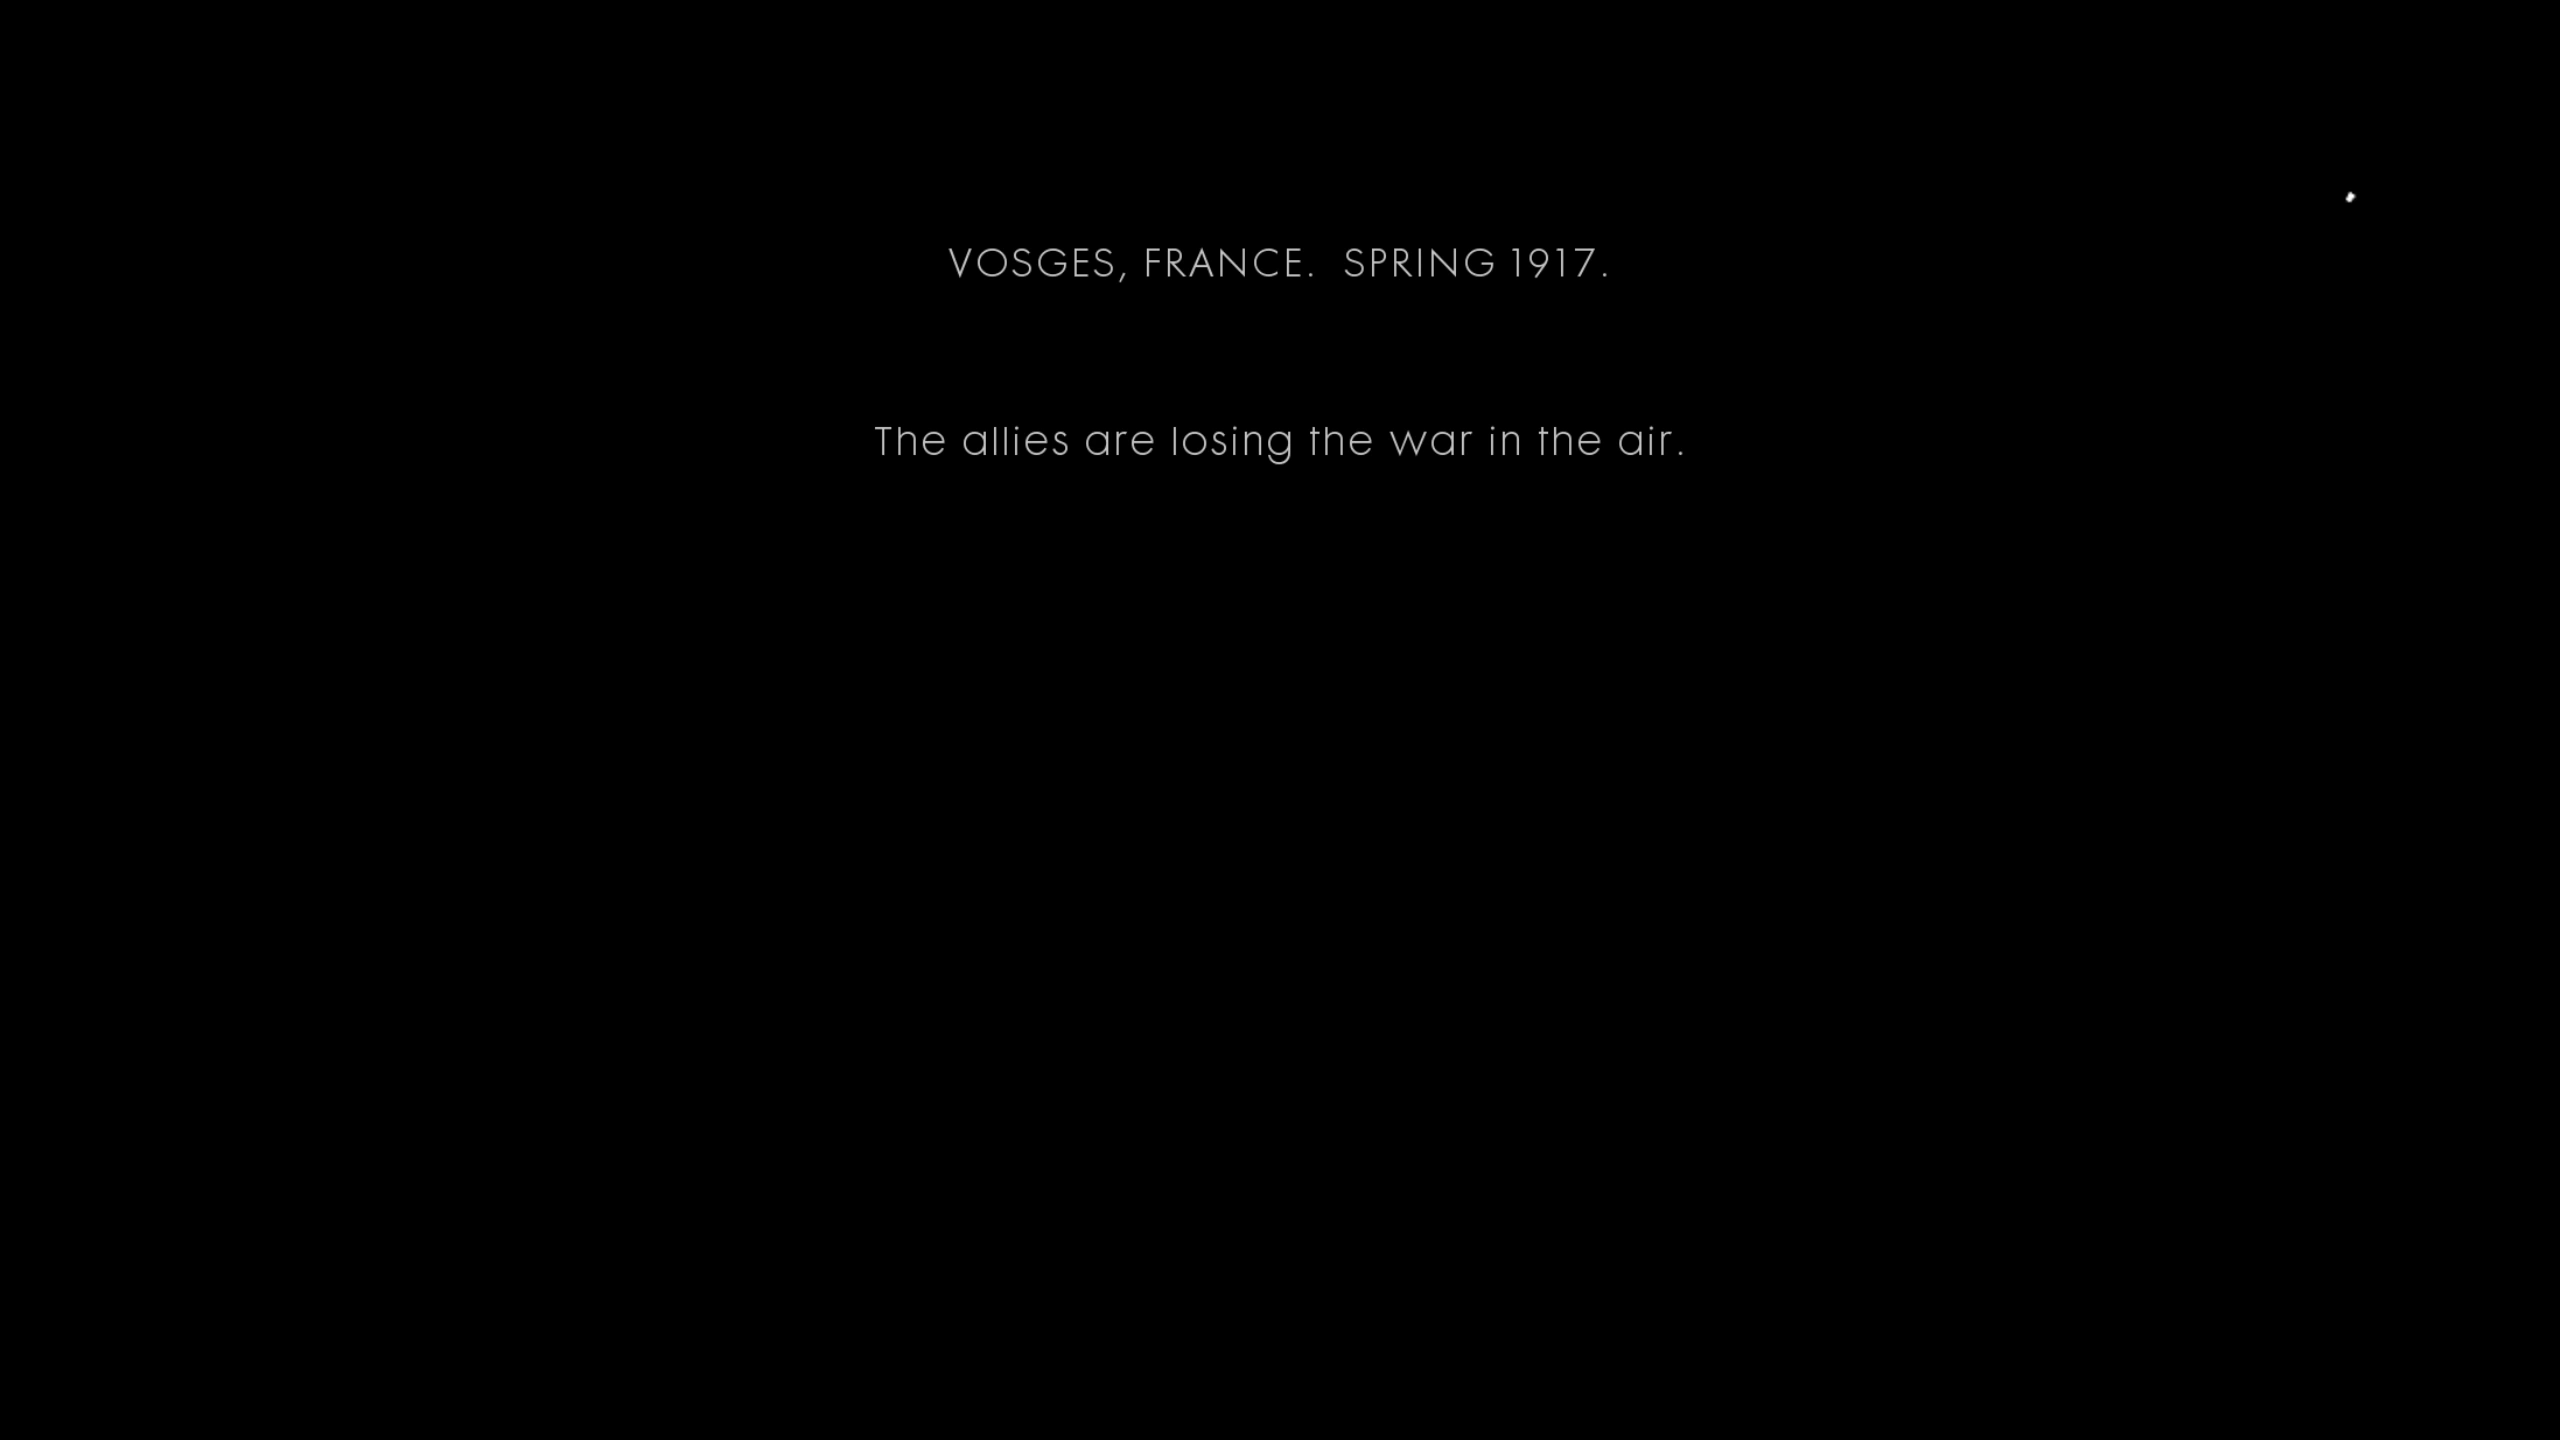 VOSGES, FRANCE.  SPRING 1917.
The allies are losing the war in the air.